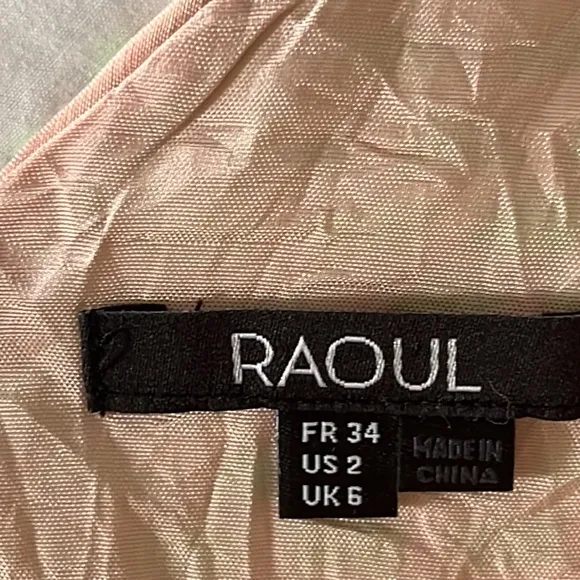 RAOUL
FR 34
US 2
UK 6
MADE IN
CHINA